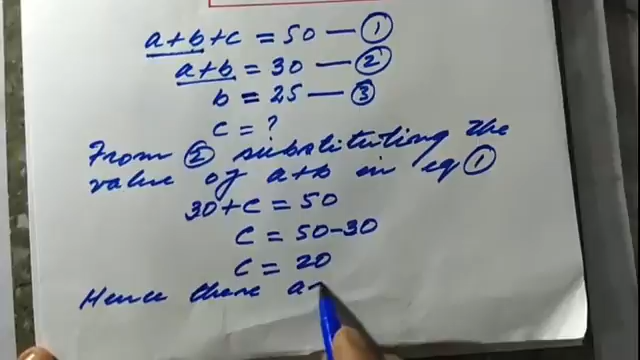 a+b+c = 50 — ①
a+b = 30 — ②
b = 25 — ③
c = ?
From ② substituting the
value of a+b in eq ①
30+c = 50
c = 50-30
c = 20
Hence there a